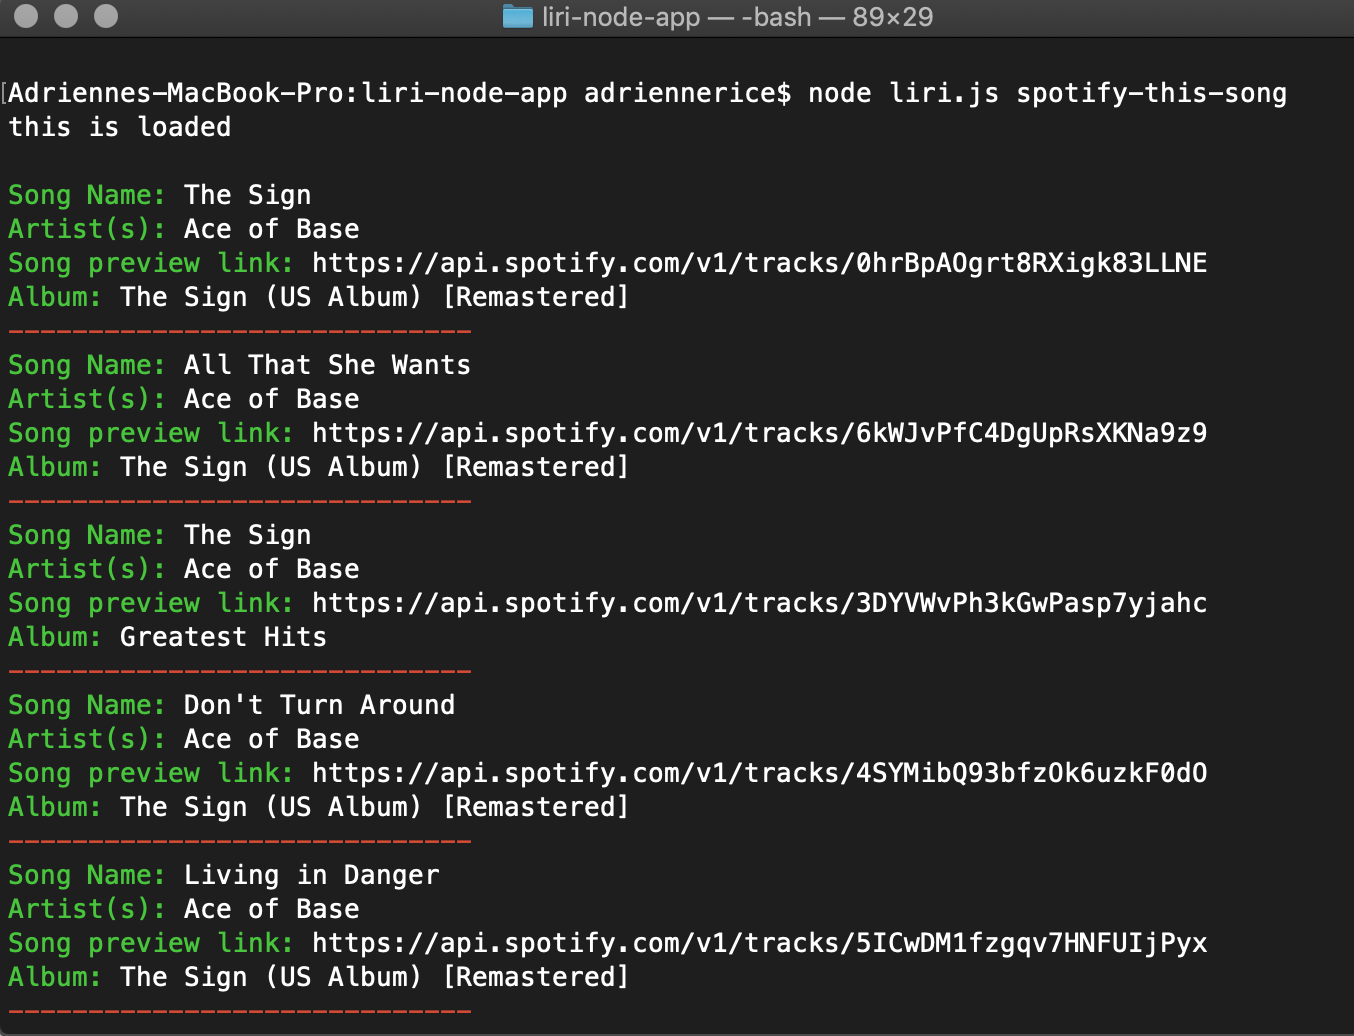 liri-node-app — -bash — 89×29
[Adriennes-MacBook-Pro:liri-node-app adriennerice$ node liri.js spotify-this-song
this is loaded
Song Name: The Sign
Artist(s): Ace of Base
Song preview link: https://api.spotify.com/v1/tracks/0hrBpAOgrt8RXigk83LLNE
Album: The Sign (US Album) [Remastered]
-----------------------------
Song Name: All That She Wants
Artist(s): Ace of Base
Song preview link: https://api.spotify.com/v1/tracks/6kWJvPfC4DgUpRsXKNa9z9
Album: The Sign (US Album) [Remastered]
-----------------------------
Song Name: The Sign
Artist(s): Ace of Base
Song preview link: https://api.spotify.com/v1/tracks/3DYVWvPh3kGwPasp7yjahc
Album: Greatest Hits
-----------------------------
Song Name: Don't Turn Around
Artist(s): Ace of Base
Song preview link: https://api.spotify.com/v1/tracks/4SYMibQ93bfzOk6uzkF0dO
Album: The Sign (US Album) [Remastered]
-----------------------------
Song Name: Living in Danger
Artist(s): Ace of Base
Song preview link: https://api.spotify.com/v1/tracks/5ICwDM1fzgqv7HNFUIjPyx
Album: The Sign (US Album) [Remastered]
-----------------------------